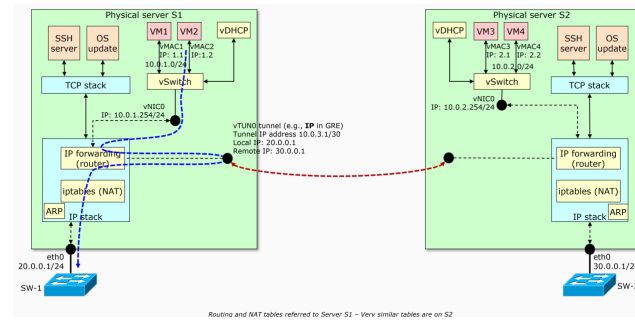 Physical server S1
SSH server
OS update
VM1
VM2
vDHCP
vMAC1
IP: 1.1
vMAC2
IP:1.2
10.0.1.0/24
TCP stack
vSwitch
vNIC0
IP: 10.0.1.254/24
vTUN0 tunnel (e.g., IP in GRE)
Tunnel IP address 10.0.3.1/30
Local IP: 20.0.0.1
Remote IP: 30.0.0.1
IP forwarding
(router)
iptables (NAT)
ARP
IP stack
eth0
20.0.0.1/24
SW-1
Physical server S2
vDHCP
VM3
VM4
SSH server
OS update
vMAC3
IP: 2.1
vMAC4
IP: 2.2
10.0.2.0/24
vSwitch
TCP stack
vNIC0
IP: 10.0.2.254/24
IP forwarding
(router)
iptables (NAT)
ARP
IP stack
eth0
30.0.0.1/24
Routing and NAT tables referred to Server S1 – Very similar tables are on S2